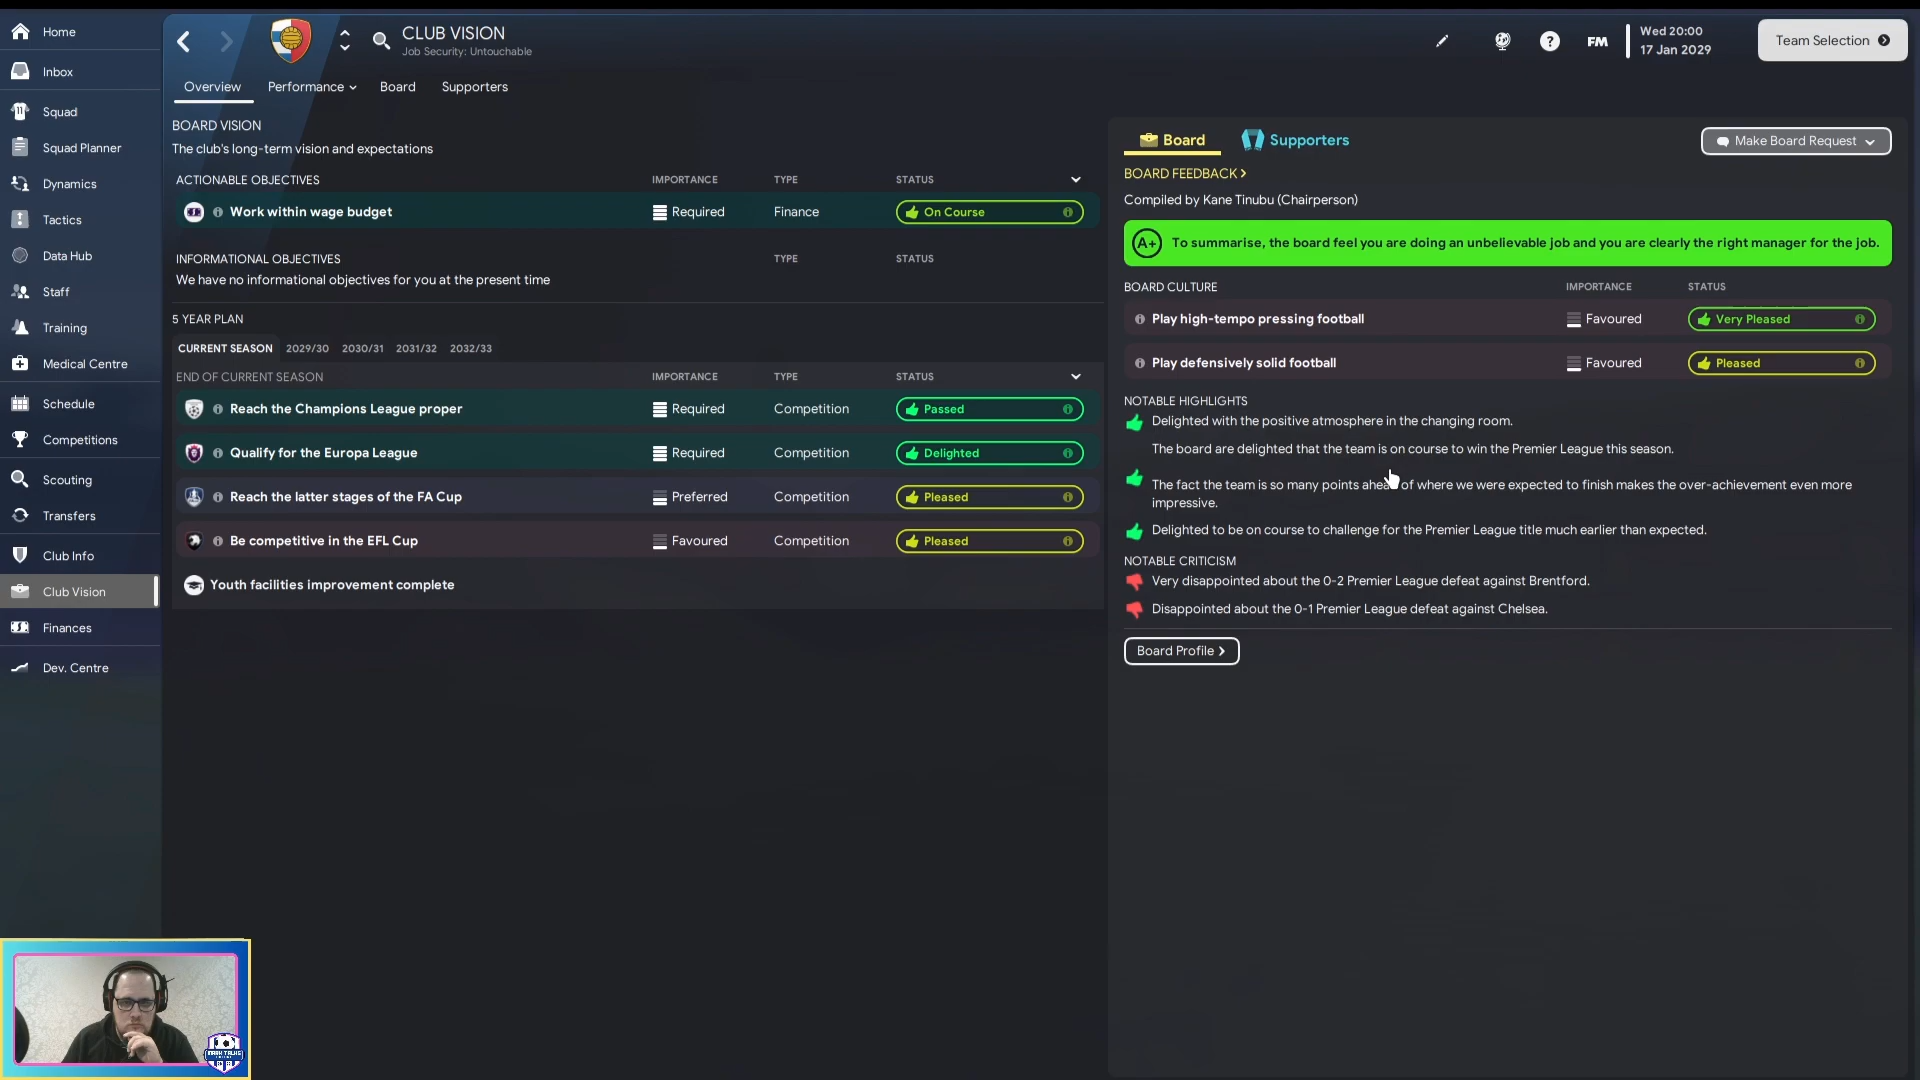 Home
Inbox
Squad
Squad Planner
Dynamics
Tactics
Data Hub
Staff
Training
Medical Centre
Schedule
Competitions
Scouting
Transfers
Club Info
Club Vision
Finances
Dev. Centre
CLUB VISION
Job Security: Untouchable
FM
Wed 20:00
17 Jan 2029
Team Selection
Overview
Performance
Board
Supporters
BOARD VISION
The club's long-term vision and expectations
ACTIONABLE OBJECTIVES IMPORTANCE TYPE STATUS
Work within wage budget Required Finance On Course
INFORMATIONAL OBJECTIVES TYPE STATUS
We have no informational objectives for you at the present time
5 YEAR PLAN
CURRENT SEASON 2029/30 2030/31 2031/32 2032/33
END OF CURRENT SEASON IMPORTANCE TYPE STATUS
Reach the Champions League proper Required Competition Passed
Qualify for the Europa League Required Competition Delighted
Reach the latter stages of the FA Cup Preferred Competition Pleased
Be competitive in the EFL Cup Favoured Competition Pleased
Youth facilities improvement complete
Board
Supporters
Make Board Request
BOARD FEEDBACK
Compiled by Kane Tinubu (Chairperson)
A+ To summarise, the board feel you are doing an unbelievable job and you are clearly the right manager for the job.
BOARD CULTURE IMPORTANCE STATUS
Play high-tempo pressing football Favoured Very Pleased
Play defensively solid football Favoured Pleased
NOTABLE HIGHLIGHTS
Delighted with the positive atmosphere in the changing room.
The board are delighted that the team is on course to win the Premier League this season.
The fact the team is so many points ahead of where we were expected to finish makes the over-achievement even more
impressive.
Delighted to be on course to challenge for the Premier League title much earlier than expected.
NOTABLE CRITICISM
Very disappointed about the 0-2 Premier League defeat against Brentford.
Disappointed about the 0-1 Premier League defeat against Chelsea.
Board Profile
MARK TALKS